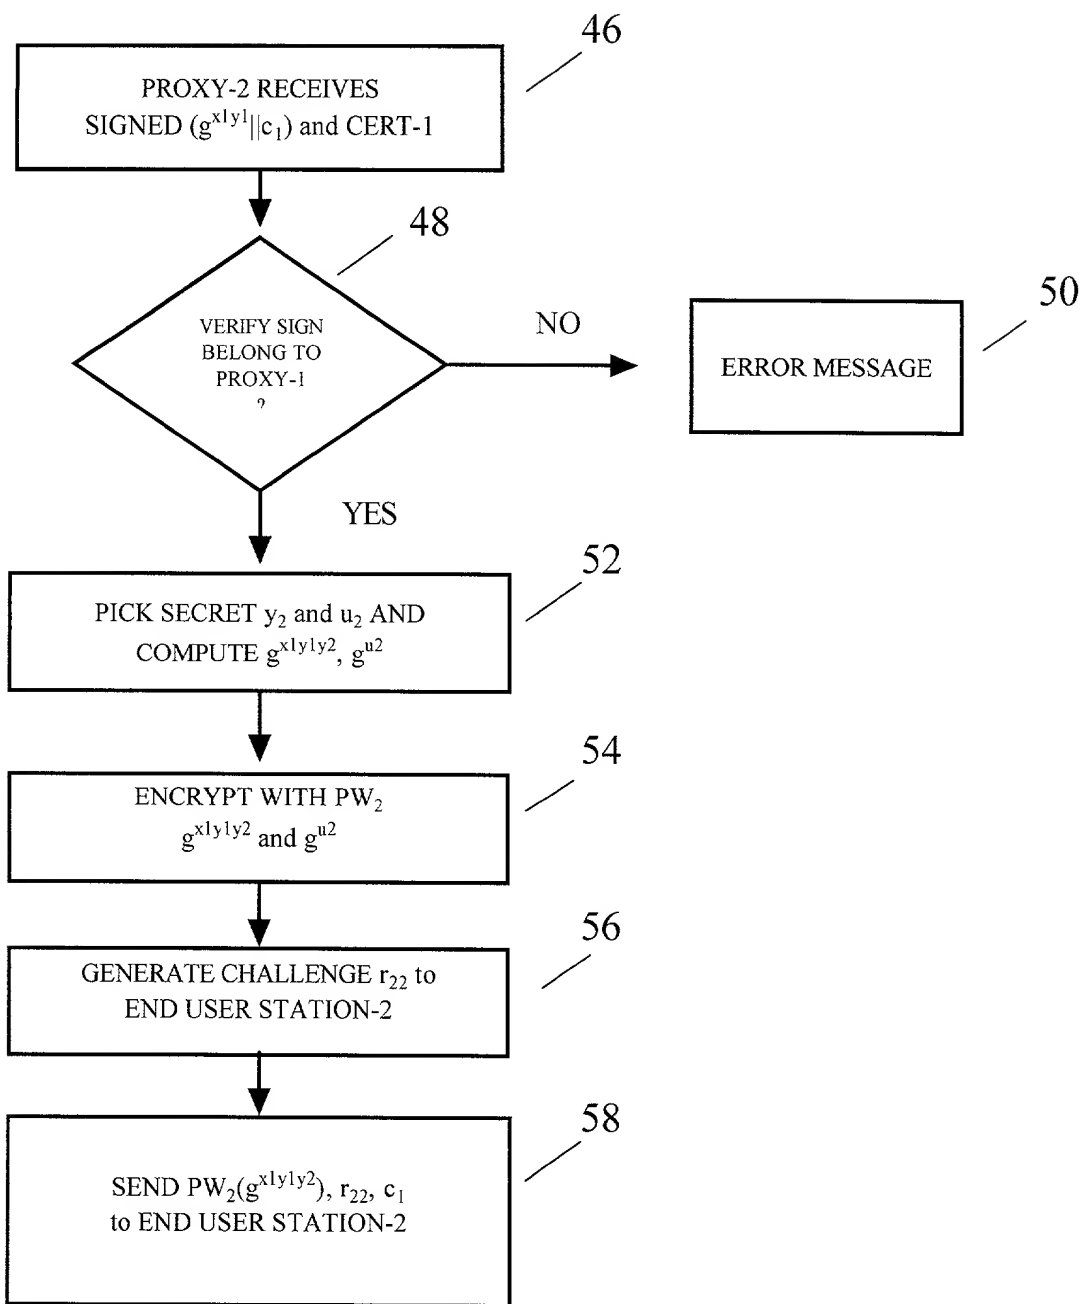 46
PROXY-2 RECEIVES
SIGNED (g^x1y1||c₁) and CERT-1
48
VERIFY SIGN
BELONG TO
PROXY-1
?
NO
50
ERROR MESSAGE
YES
52
PICK SECRET y₂ and u₂ AND
COMPUTE g^x1y1y2, g^u2
54
ENCRYPT WITH PW₂
g^x1y1y2 and g^u2
56
GENERATE CHALLENGE r₂₂ to
END USER STATION-2
58
SEND PW₂(g^x1y1y2), r₂₂, c₁
to END USER STATION-2